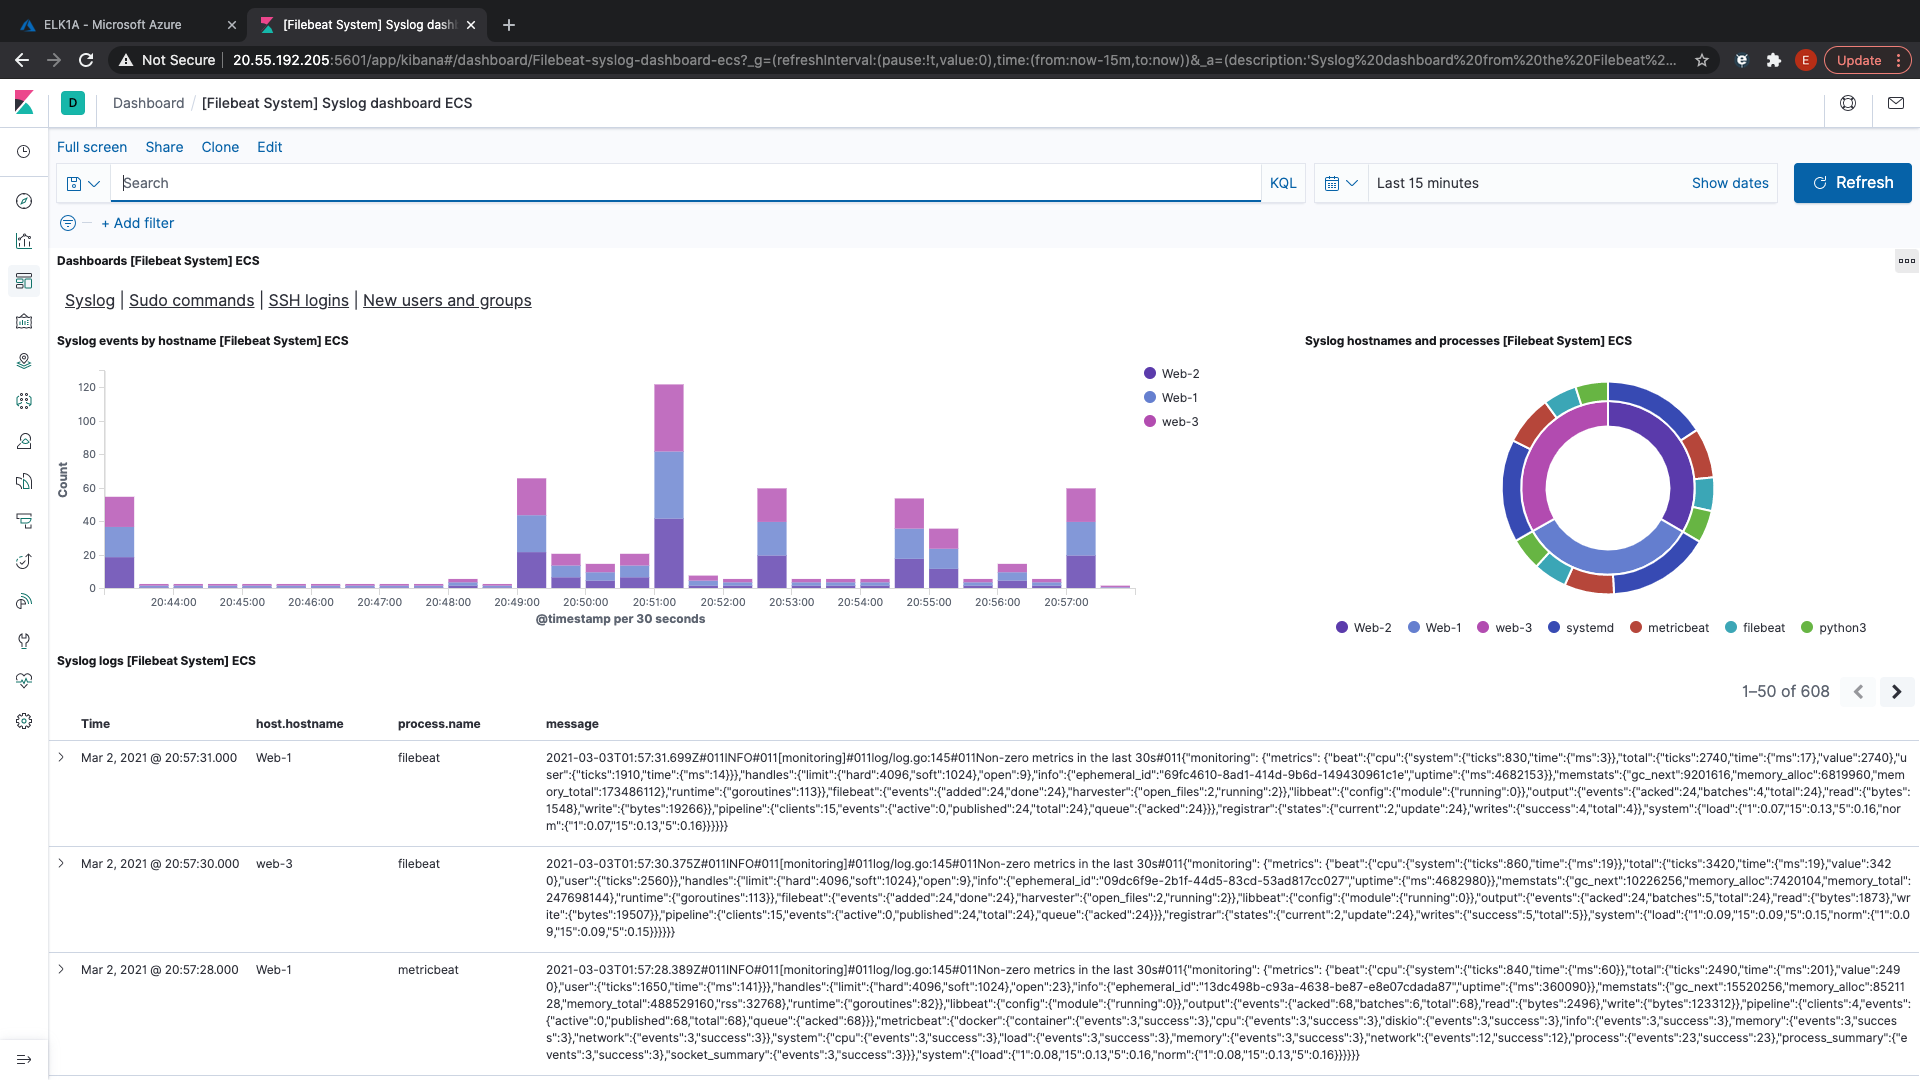 ELK1A - Microsoft Azure
[Filebeat System] Syslog dash
Not Secure
20.55.192.205:5601/app/kibana#/dashboard/Filebeat-syslog-dashboard-ecs?_g=(refreshInterval:(pause:!t,value:0),time:(from:now-15m,to:now))&_a=(description:'Syslog%20dashboard%20from%20the%20Filebeat%2...
E
Update
D
Dashboard / [Filebeat System] Syslog dashboard ECS
Full screen Share Clone Edit
Search
KQL
Last 15 minutes
Show dates
Refresh
+ Add filter
Dashboards [Filebeat System] ECS
Syslog | Sudo commands | SSH logins | New users and groups
Syslog events by hostname [Filebeat System] ECS
Count
120
100
80
60
40
20
0
20:44:00 20:45:00 20:46:00 20:47:00 20:48:00 20:49:00 20:50:00 20:51:00 20:52:00 20:53:00 20:54:00 20:55:00 20:56:00 20:57:00
@timestamp per 30 seconds
Web-2
Web-1
web-3
Syslog hostnames and processes [Filebeat System] ECS
Web-2 Web-1 web-3 systemd metricbeat filebeat python3
Syslog logs [Filebeat System] ECS
1–50 of 608
Time host.hostname process.name message
Mar 2, 2021 @ 20:57:31.000 Web-1 filebeat 2021-03-03T01:57:31.699Z#011INFO#011[monitoring]#011log/log.go:145#011Non-zero metrics in the last 30s#011{"monitoring": {"metrics": {"beat":{"cpu":{"system":{"ticks":830,"time":{"ms":3}},"total":{"ticks":2740,"time":{"ms":17},"value":2740},"u
ser":{"ticks":1910,"time":{"ms":14}}},"handles":{"limit":{"hard":4096,"soft":1024},"open":9},"info":{"ephemeral_id":"69fc4610-8ad1-414d-9b6d-149430961c1e","uptime":{"ms":4682153}},"memstats":{"gc_next":9201616,"memory_alloc":6819960,"mem
ory_total":173486112},"runtime":{"goroutines":113}},"filebeat":{"events":{"added":24,"done":24},"harvester":{"open_files":2,"running":2}},"libbeat":{"config":{"module":{"running":0}},"output":{"events":{"acked":24,"batches":4,"total":24},"read":{"bytes":
1548},"write":{"bytes":19266}},"pipeline":{"clients":15,"events":{"active":0,"published":24,"total":24},"queue":{"acked":24}}},"registrar":{"states":{"current":2,"update":24},"writes":{"success":4,"total":4}},"system":{"load":{"1":0.07,"15":0.13,"5":0.16,"nor
m":{"1":0.07,"15":0.13,"5":0.16}}}}}}
Mar 2, 2021 @ 20:57:30.000 web-3 filebeat 2021-03-03T01:57:30.375Z#011INFO#011[monitoring]#011log/log.go:145#011Non-zero metrics in the last 30s#011{"monitoring": {"metrics": {"beat":{"cpu":{"system":{"ticks":860,"time":{"ms":19}},"total":{"ticks":3420,"time":{"ms":19},"value":342
0},"user":{"ticks":2560}},"handles":{"limit":{"hard":4096,"soft":1024},"open":9},"info":{"ephemeral_id":"09dc6f9e-2b1f-44d5-83cd-53ad817cc027","uptime":{"ms":4682980}},"memstats":{"gc_next":10226256,"memory_alloc":7420104,"memory_total":
247698144},"runtime":{"goroutines":113}},"filebeat":{"events":{"added":24,"done":24},"harvester":{"open_files":2,"running":2}},"libbeat":{"config":{"module":{"running":0}},"output":{"events":{"acked":24,"batches":5,"total":24},"read":{"bytes":1873},"wr
ite":{"bytes":19507}},"pipeline":{"clients":15,"events":{"active":0,"published":24,"total":24},"queue":{"acked":24}}},"registrar":{"states":{"current":2,"update":24},"writes":{"success":5,"total":5}},"system":{"load":{"1":0.09,"15":0.09,"5":0.15,"norm":{"1":0.0
9,"15":0.09,"5":0.15}}}}}}
Mar 2, 2021 @ 20:57:28.000 Web-1 metricbeat 2021-03-03T01:57:28.389Z#011INFO#011[monitoring]#011log/log.go:145#011Non-zero metrics in the last 30s#011{"monitoring": {"metrics": {"beat":{"cpu":{"system":{"ticks":840,"time":{"ms":60}},"total":{"ticks":2490,"time":{"ms":201},"value":249
0},"user":{"ticks":1650,"time":{"ms":141}}},"handles":{"limit":{"hard":4096,"soft":1024},"open":23},"info":{"ephemeral_id":"13dc498b-c93a-4638-be87-e8e07cdada87","uptime":{"ms":360090}},"memstats":{"gc_next":15520256,"memory_alloc":85211
28,"memory_total":488529160,"rss":32768},"runtime":{"goroutines":82}},"libbeat":{"config":{"module":{"running":0}},"output":{"events":{"acked":68,"batches":6,"total":68},"read":{"bytes":2496},"write":{"bytes":123312}},"pipeline":{"clients":4,"events":
{"active":0,"published":68,"total":68},"queue":{"acked":68}}},"metricbeat":{"docker":{"container":{"events":3,"success":3},"cpu":{"events":3,"success":3},"diskio":{"events":3,"success":3},"info":{"events":3,"success":3},"memory":{"events":3,"succes
s":3},"network":{"events":3,"success":3}},"system":{"cpu":{"events":3,"success":3},"load":{"events":3,"success":3},"memory":{"events":3,"success":3},"network":{"events":12,"success":12},"process":{"events":23,"success":23},"process_summary":{"e
vents":3,"success":3},"socket_summary":{"events":3,"success":3}}},"system":{"load":{"1":0.08,"15":0.13,"5":0.16,"norm":{"1":0.08,"15":0.13,"5":0.16}}}}}}